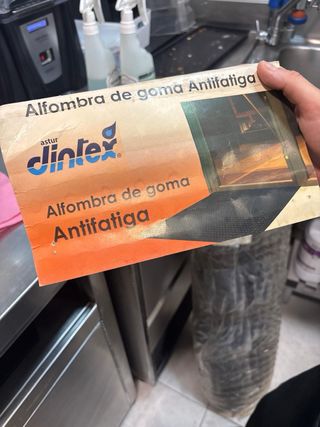 Alfombra de goma Antifatiga
astur
dintex
®
Alfombra de goma
Antifatiga